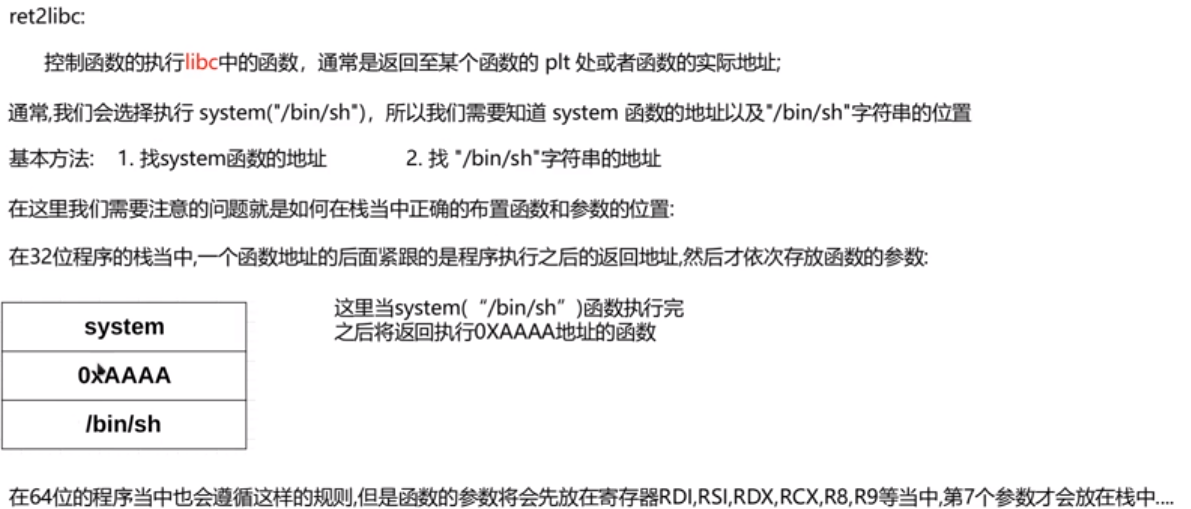 ret2libc:
控制函数的执行libc中的函数，通常是返回至某个函数的 plt 处或者函数的实际地址;
通常,我们会选择执行 system("/bin/sh")，所以我们需要知道 system 函数的地址以及"/bin/sh"字符串的位置
基本方法: 1. 找system函数的地址 2. 找 "/bin/sh"字符串的地址
在这里我们需要注意的问题就是如何在栈当中正确的布置函数和参数的位置:
在32位程序的栈当中,一个函数地址的后面紧跟的是程序执行之后的返回地址,然后才依次存放函数的参数:
system
0xAAAA
/bin/sh
这里当system(“/bin/sh”)函数执行完
之后将返回执行0XAAAA地址的函数
在64位的程序当中也会遵循这样的规则,但是函数的参数将会先放在寄存器RDI,RSI,RDX,RCX,R8,R9等当中,第7个参数才会放在栈中....